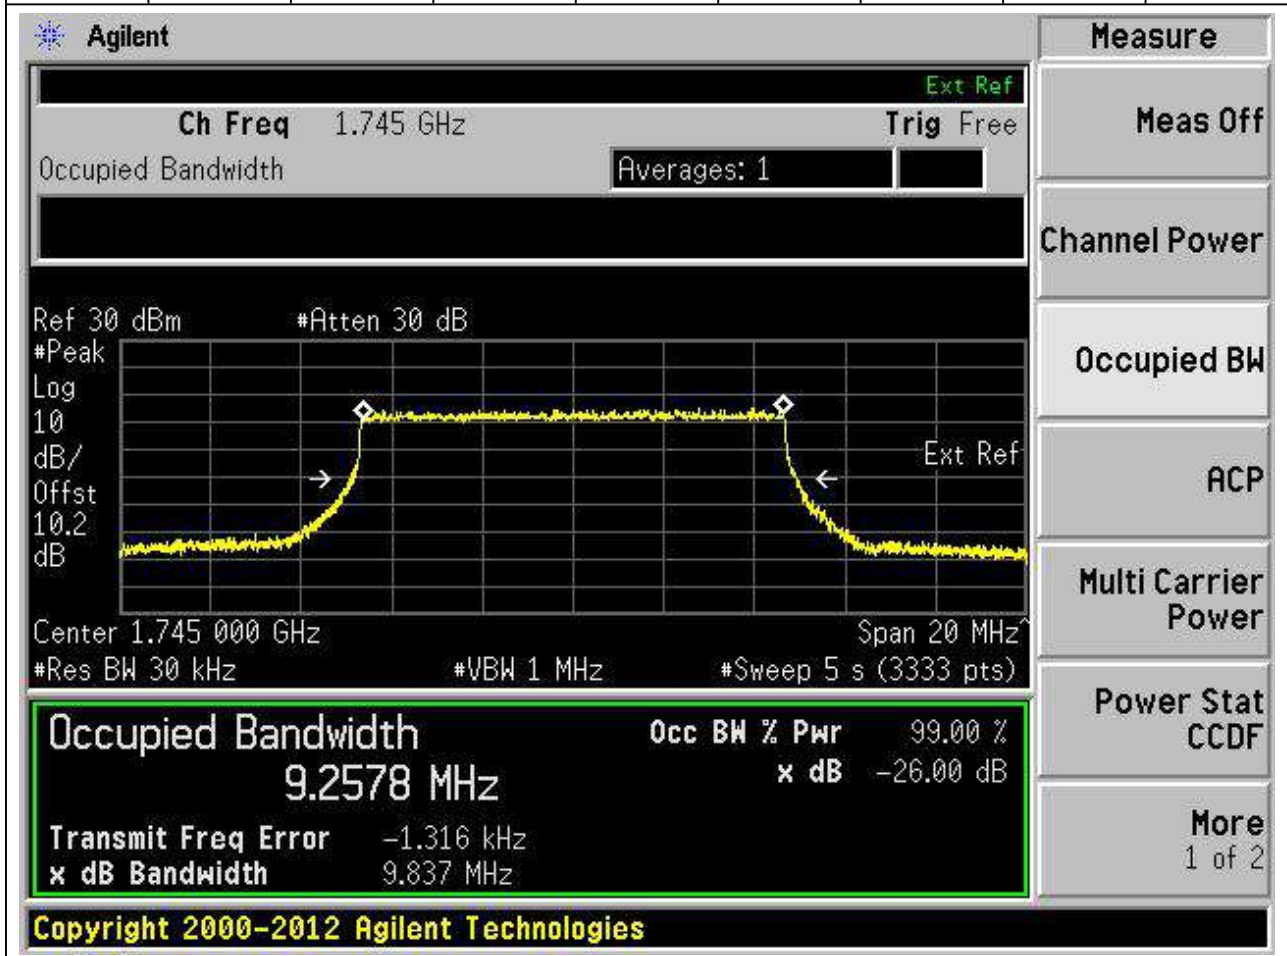 Agilent
Measure
Ext Ref
Ch Freq 1.745 GHz Trig Free
Meas Off
Occupied Bandwidth Averages: 1
Channel Power
Ref 30 dBm #Atten 30 dB
#Peak
Log
10
dB/
Offst
10.2
dB
Ext Ref
Occupied BW
ACP
Center 1.745 000 GHz Span 20 MHz^
#Res BW 30 kHz #VBW 1 MHz #Sweep 5 s (3333 pts)
Multi Carrier
Power
Occupied Bandwidth Occ BW % Pwr 99.00 %
9.2578 MHz x dB -26.00 dB
Transmit Freq Error -1.316 kHz
x dB Bandwidth 9.837 MHz
Power Stat
CCDF
More
1 of 2
Copyright 2000-2012 Agilent Technologies